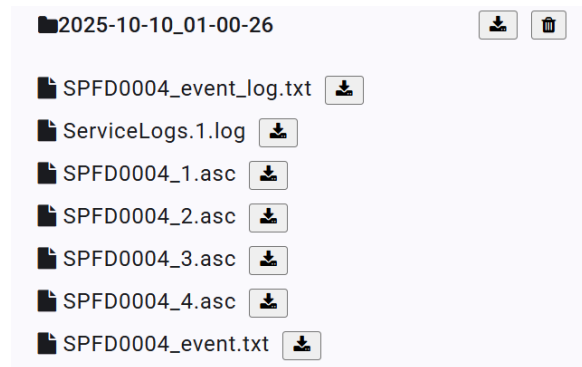 2025-10-10_01-00-26
SPFD0004_event_log.txt
ServiceLogs.1.log
SPFD0004_1.asc
SPFD0004_2.asc
SPFD0004_3.asc
SPFD0004_4.asc
SPFD0004_event.txt